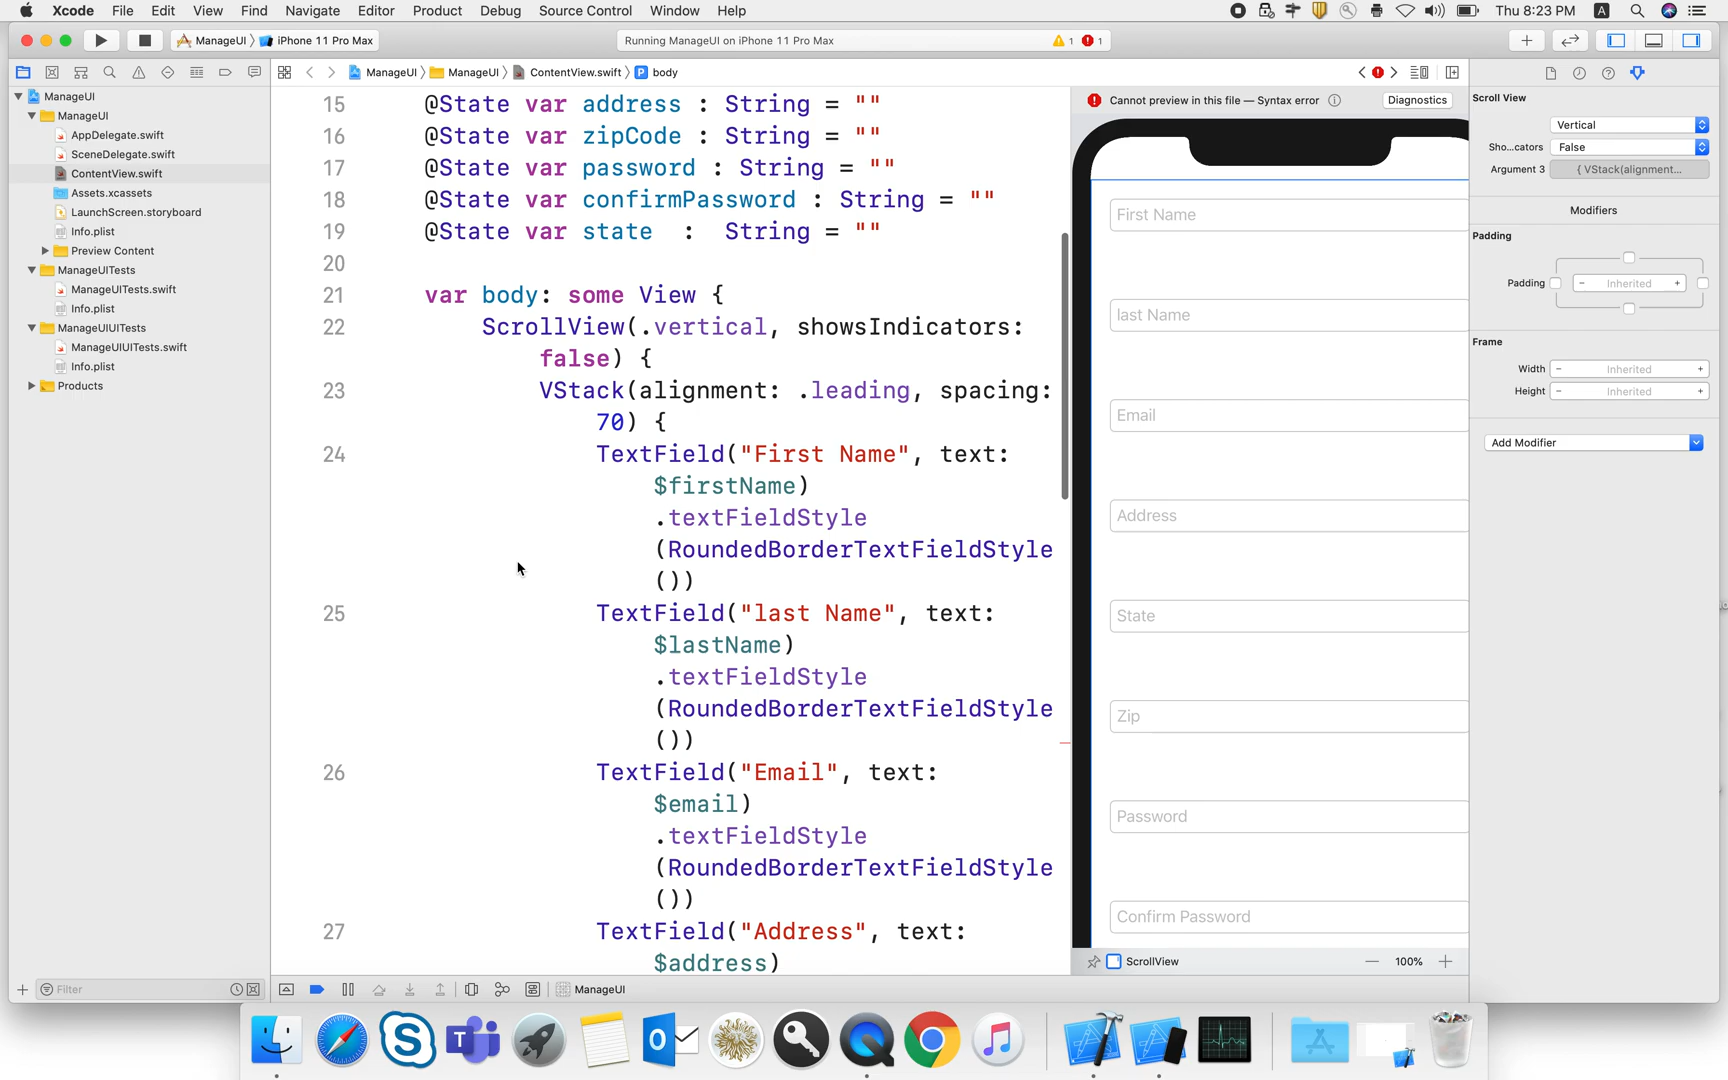 Xcode File Edit View Find Navigate Editor Product Debug Source Control Window Help Thu 8:23 PM A
ManageUI iPhone 11 Pro Max Running ManageUI on iPhone 11 Pro Max 1 1
ManageUI ManageUI ContentView.swift body
ManageUI
ManageUI
AppDelegate.swift
SceneDelegate.swift
ContentView.swift
Assets.xcassets
LaunchScreen.storyboard
Info.plist
Preview Content
ManageUITests
ManageUITests.swift
Info.plist
ManageUIUITests
ManageUIUITests.swift
Info.plist
Products
Filter
15 @State var address : String = ""
16 @State var zipCode : String = ""
17 @State var password : String = ""
18 @State var confirmPassword : String = ""
19 @State var state : String = ""
20
21 var body: some View {
22 ScrollView(.vertical, showsIndicators:
false) {
23 VStack(alignment: .leading, spacing:
70) {
24 TextField("First Name", text:
$firstName)
.textFieldStyle
(RoundedBorderTextFieldStyle
())
25 TextField("last Name", text:
$lastName)
.textFieldStyle
(RoundedBorderTextFieldStyle
())
26 TextField("Email", text:
$email)
.textFieldStyle
(RoundedBorderTextFieldStyle
())
27 TextField("Address", text:
$address)
ManageUI
Cannot preview in this file — Syntax error Diagnostics
First Name
last Name
Email
Address
State
Zip
Password
Confirm Password
ScrollView 100%
Scroll View
Vertical
Sho...cators False
Argument 3 { VStack(alignment...
Modifiers
Padding
Padding Inherited
Frame
Width Inherited
Height Inherited
Add Modifier